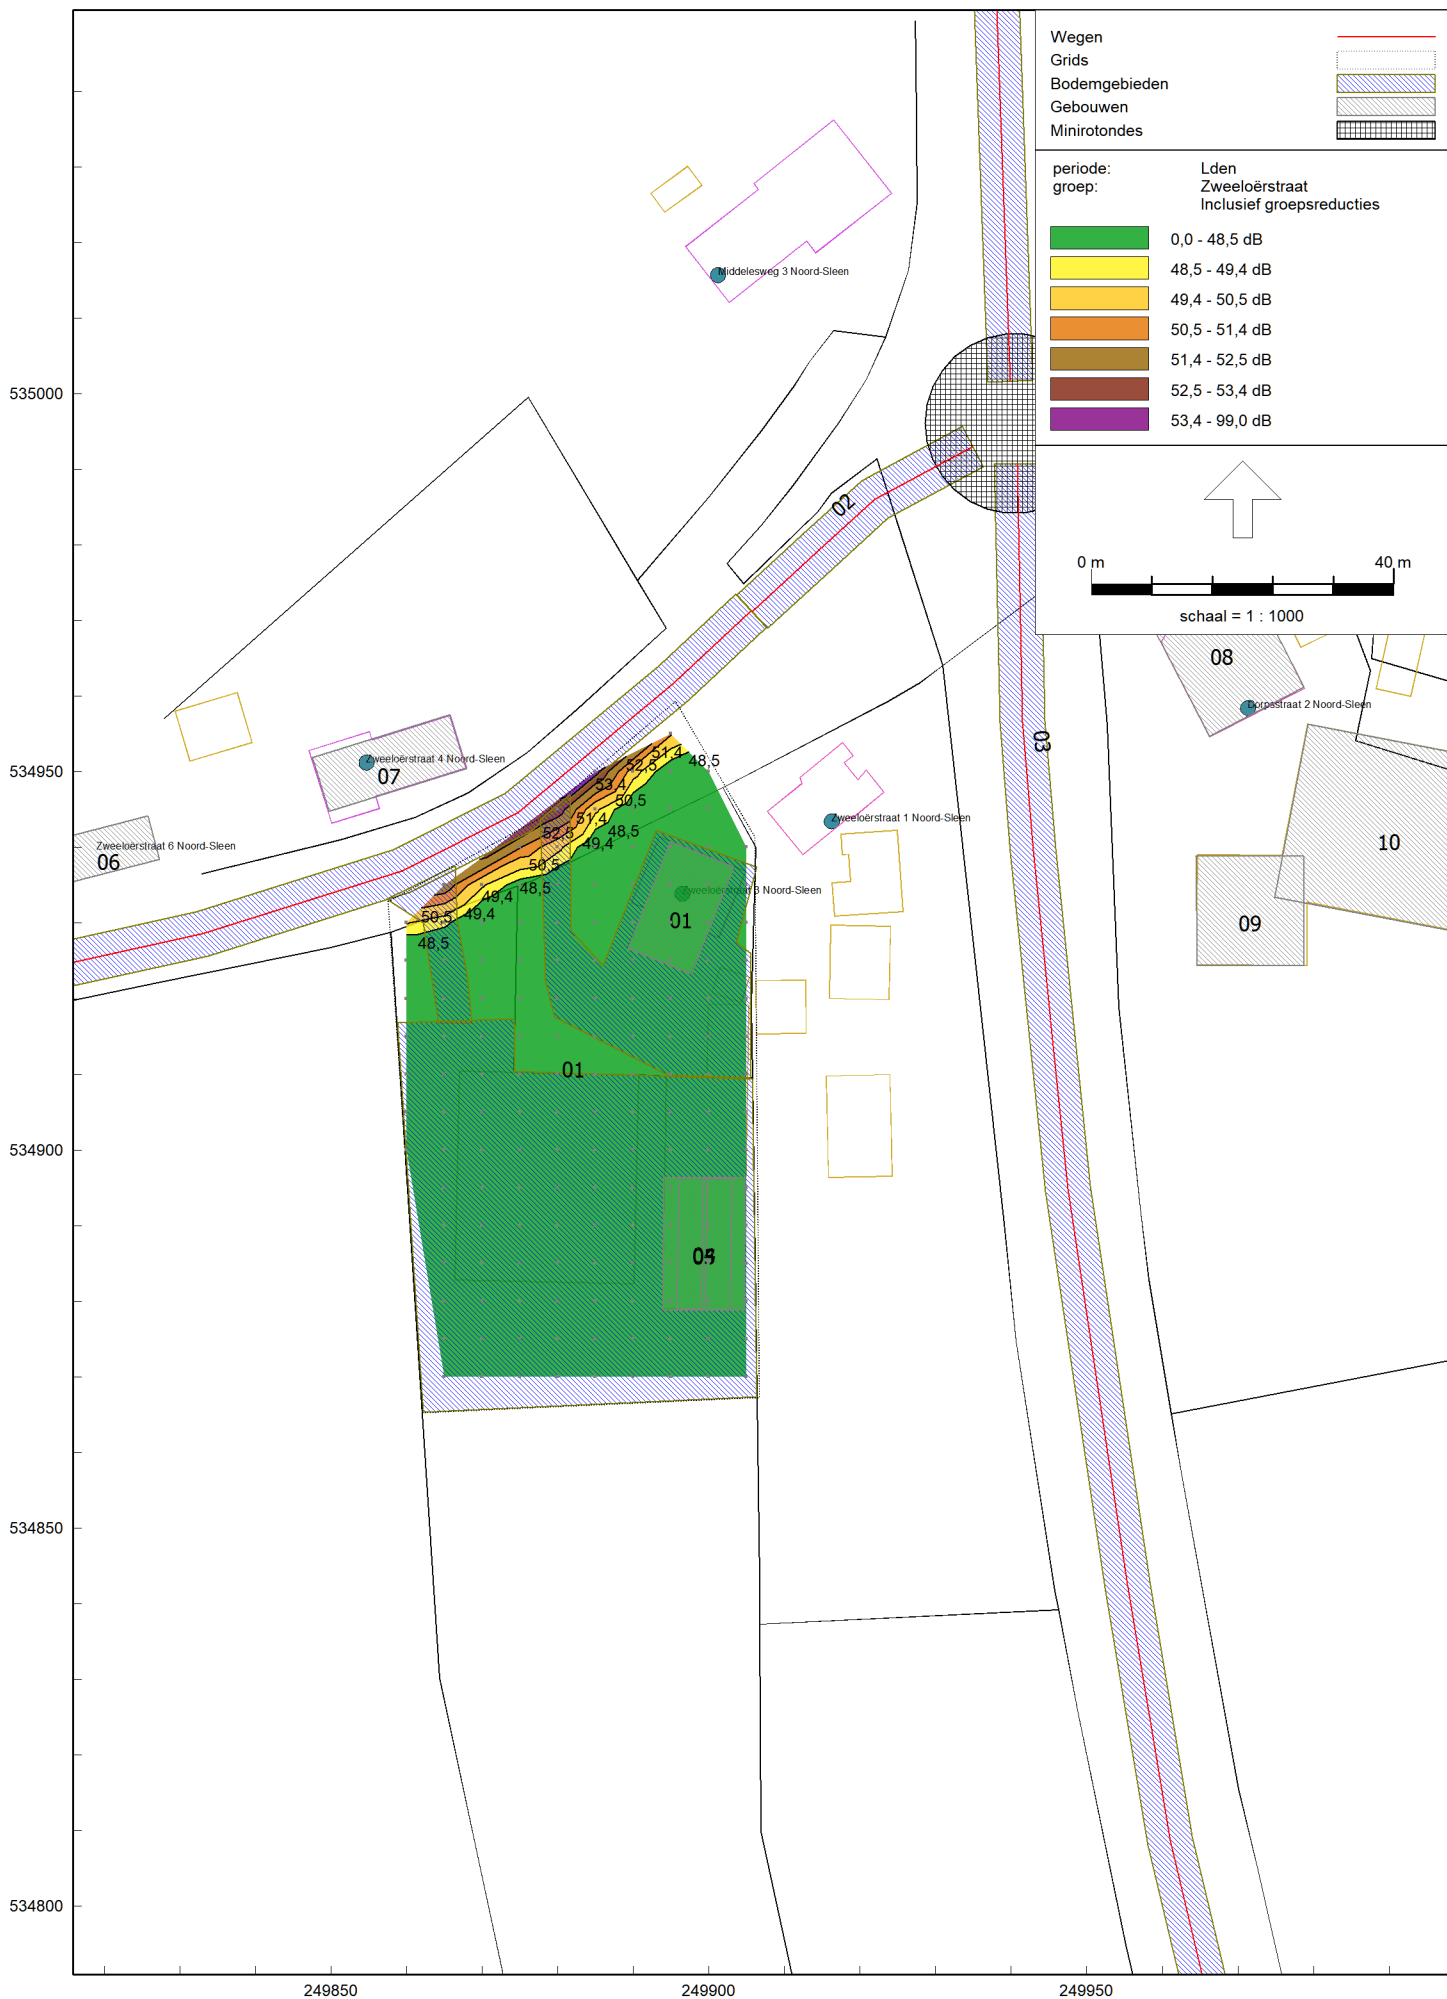 Wegen
Grids
Bodemgebieden
Gebouwen
Minirotondes
periode: Lden
groep: Zweeloërstraat
Inclusief groepsreducties
0,0 - 48,5 dB
48,5 - 49,4 dB
49,4 - 50,5 dB
50,5 - 51,4 dB
51,4 - 52,5 dB
52,5 - 53,4 dB
53,4 - 99,0 dB
0 m 40 m
schaal = 1 : 1000
Middelesweg 3 Noord-Sleen
535000
02
08
Dorpsstraat 2 Noord-Sleen
03
Zweeloërstraat 4 Noord-Sleen
07
534950
51,4
48,5
52,5
53,4
50,5
51,4
48,5
52,5
49,4
Zweeloërstraat 1 Noord-Sleen
10
Zweeloërstraat 6 Noord-Sleen
06
50,5
48,5
49,4
49,4
50,5
48,5
Zweeloërstraat 3 Noord-Sleen
01
09
01
534900
534850
534800
249850
249900
249950